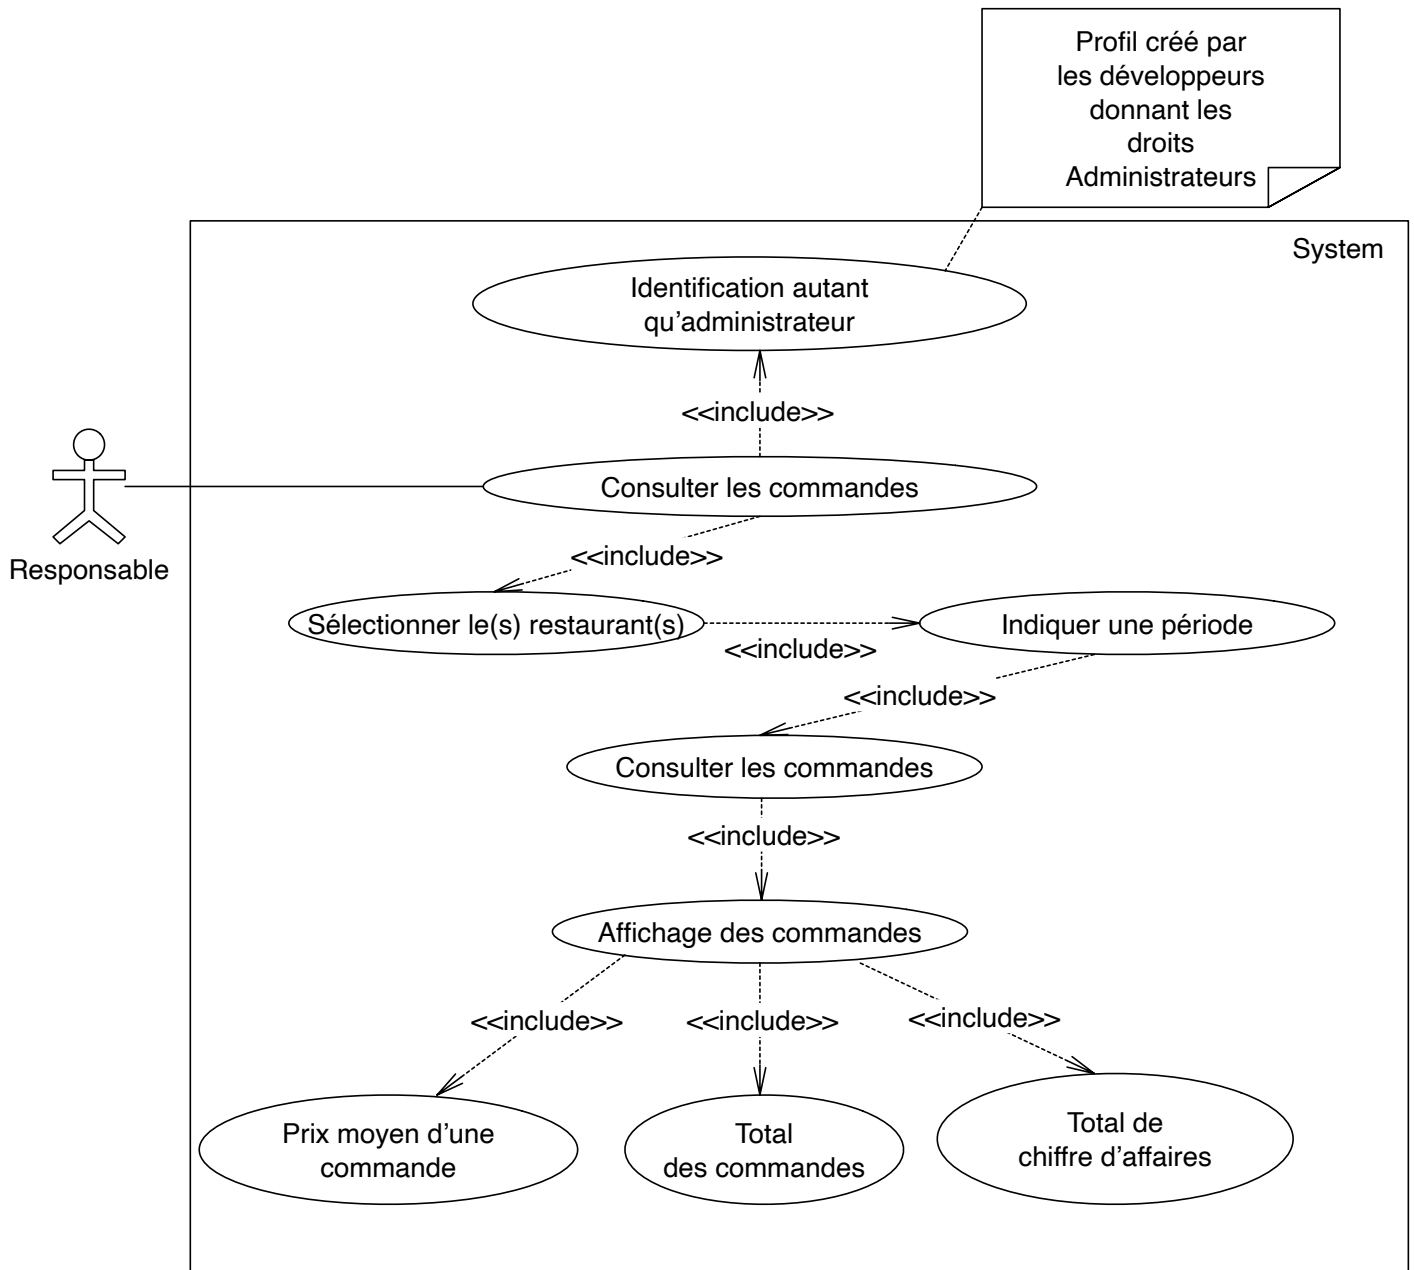 Profil créé par
les développeurs
donnant les
droits
Administrateurs
System
Identification autant
qu'administrateur
<<include>>
Consulter les commandes
Responsable
<<include>>
Sélectionner le(s) restaurant(s)
<<include>>
Indiquer une période
<<include>>
Consulter les commandes
<<include>>
Affichage des commandes
<<include>>
<<include>>
<<include>>
Prix moyen d'une
commande
Total
des commandes
Total de
chiffre d'affaires